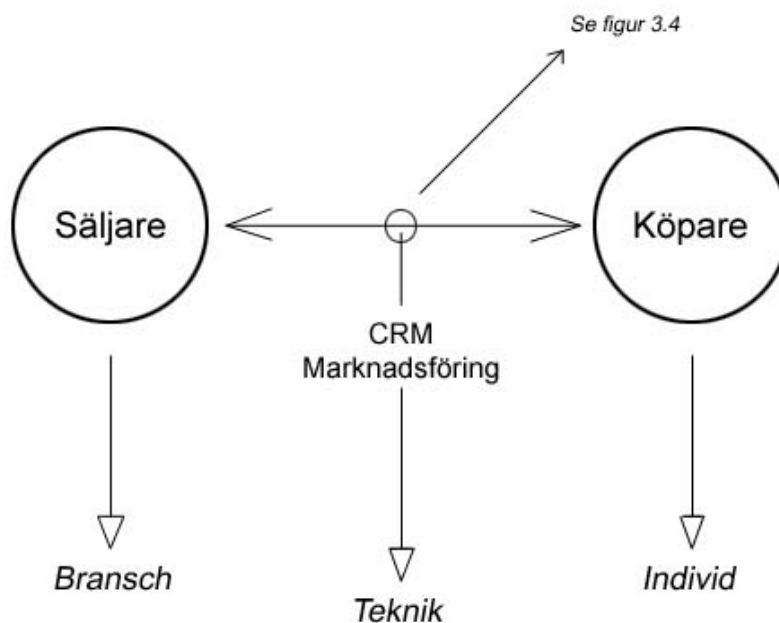 Se figur 3.4
Säljare
Köpare
CRM
Marknadsföring
Bransch
Teknik
Individ